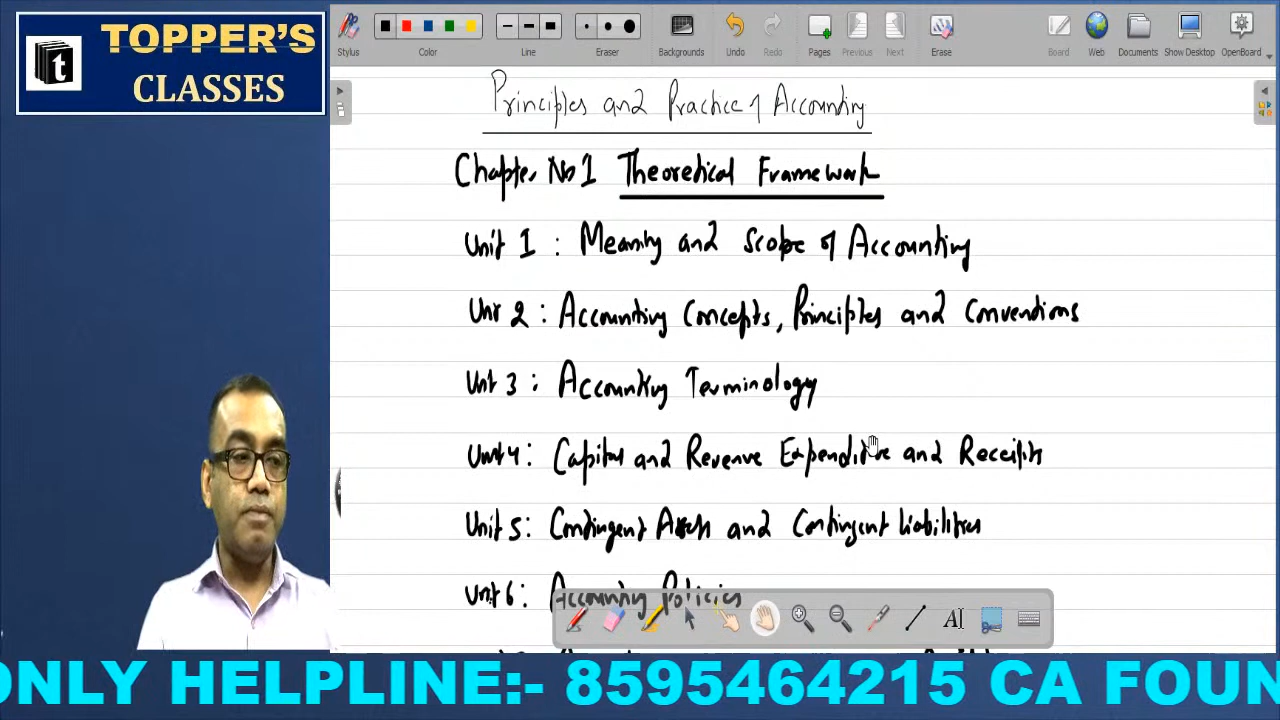 TOPPER'S
CLASSES
t
Stylus Color Line Eraser Backgrounds Undo Redo Pages Previous Next Erase Board Web Documents Show Desktop OpenBoard
Principles and Practice of Accounting
Chapter No 1 Theoretical Framework
Unit 1 : Meaning and Scope of Accounting
Unit 2 : Accounting Concepts, Principles and Conventions
Unit 3 : Accounting Terminology
Unit 4 : Capital and Revenue Expenditure and Receipts
Unit 5 : Contingent Assets and Contingent Liabilities
Unit 6 : Accounting Policies
ONLY HELPLINE:- 8595464215 CA FOUN